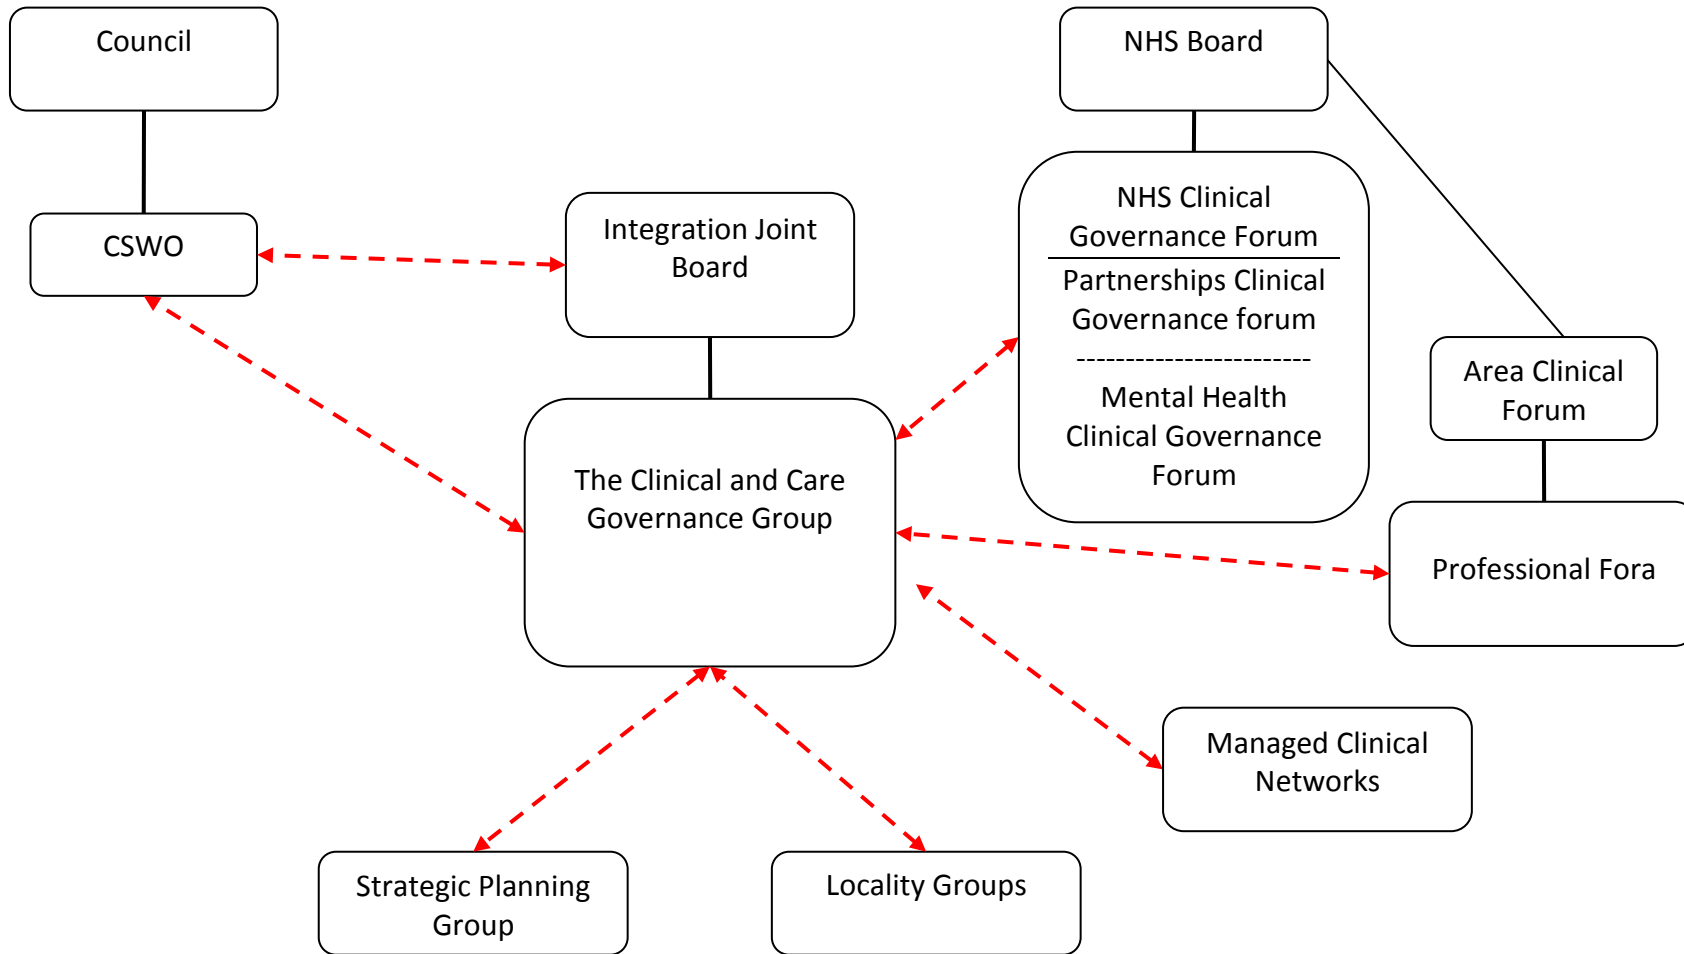 Council
NHS Board
NHS Clinical
Governance Forum
Partnerships Clinical
Governance forum
------------------------
Mental Health
Clinical Governance
Forum
CSWO
Integration Joint
Board
Area Clinical
Forum
The Clinical and Care
Governance Group
Professional Fora
Managed Clinical
Networks
Strategic Planning
Group
Locality Groups